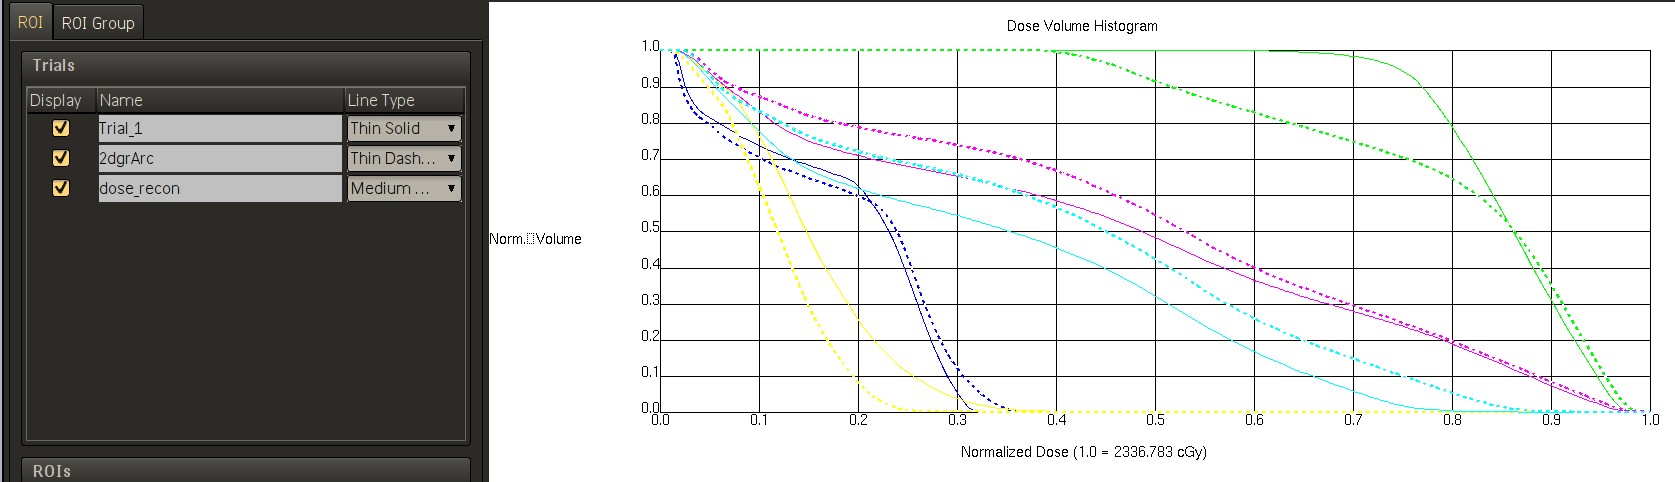 ROI
ROI Group
Trials
Display Name Line Type
Trial_1 Thin Solid
2dgrArc Thin Dash...
dose_recon Medium ...
ROIs
Dose Volume Histogram
1.0
0.9
0.8
0.7
0.6
0.5
0.4
0.3
0.2
0.1
0.0
Norm.□Volume
0.0 0.1 0.2 0.3 0.4 0.5 0.6 0.7 0.8 0.9 1.0
Normalized Dose (1.0 = 2336.783 cGy)